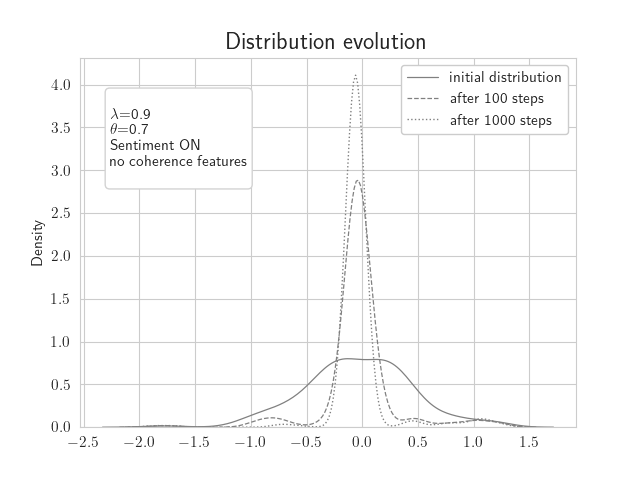 Distribution evolution
initial distribution
after 100 steps
after 1000 steps
λ=0.9
θ=0.7
Sentiment ON
no coherence features
Density
4.0
3.5
3.0
2.5
2.0
1.5
1.0
0.5
0.0
−2.5 −2.0 −1.5 −1.0 −0.5 0.0 0.5 1.0 1.5